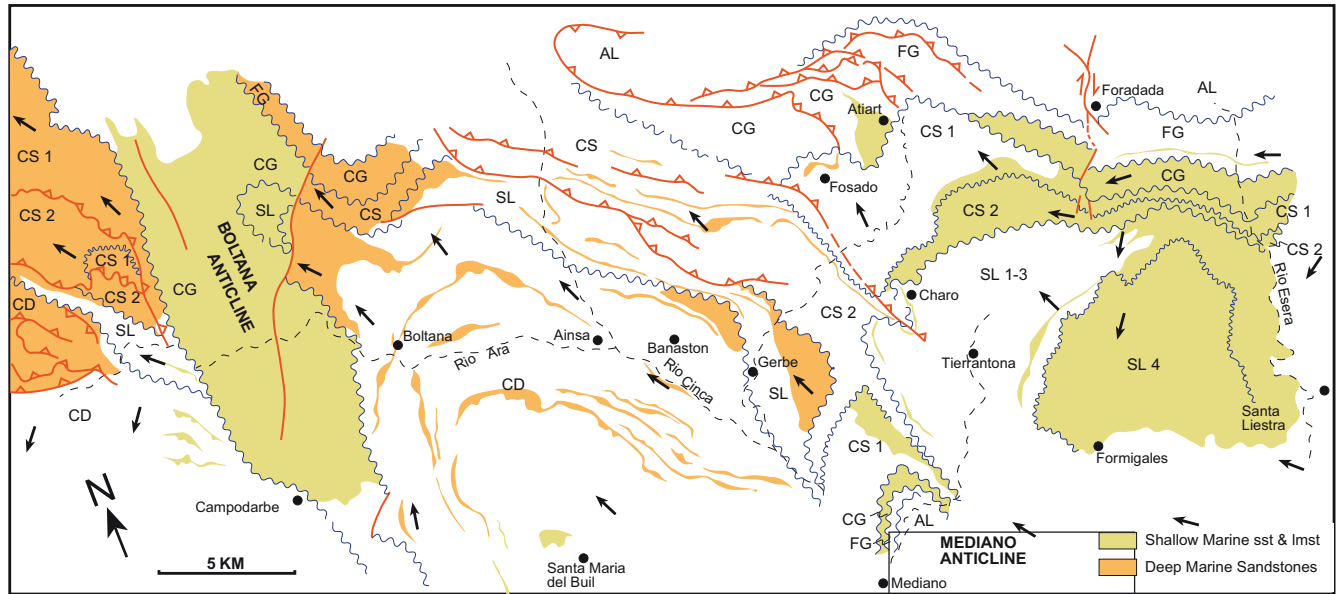 AL
FG
CG
Atiart
CG
CS 1
Foradada
AL
FG
CG
CS 1
CS 2
Rio Esera
FG
CS 1
CS 2
CS 1
CS 2
CD
SL
CD
CG
CG
SL
BOLTANA
ANTICLINE
CG
CS
CS
SL
Fosado
CS 2
SL 1-3
Charo
CS 2
Boltana
Rio Ara
Ainsa
Banaston
Rio Cinca
Gerbe
SL
CD
Tierrantona
SL 4
Santa
Liestra
CS 1
Formigales
N
Campodarbe
5 KM
Santa Maria
del Buil
CG
FG
AL
MEDIANO
ANTICLINE
Mediano
Shallow Marine sst & lmst
Deep Marine Sandstones